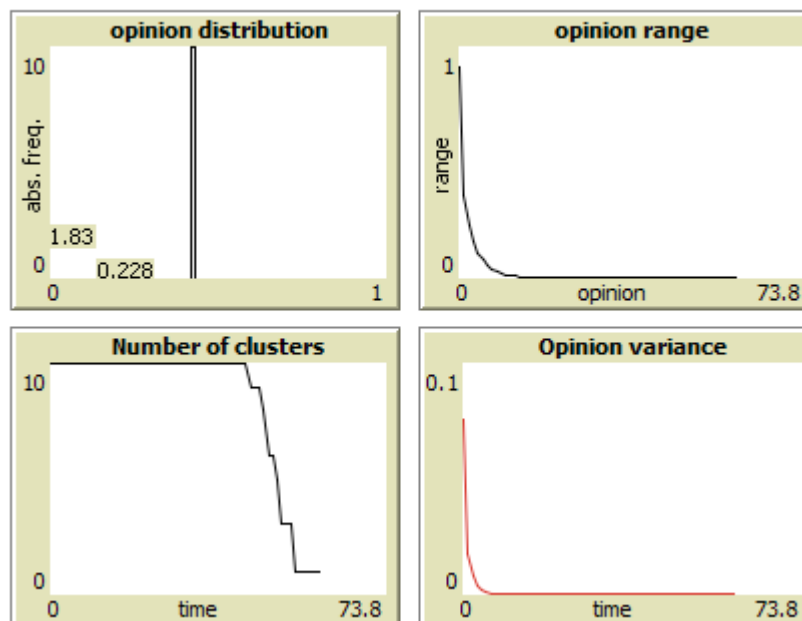 opinion distribution
10
abs. freq.
1.83
0
0.228
0
1
opinion range
1
range
0
0
opinion
73.8
Number of clusters
10
0
0
time
73.8
Opinion variance
0.1
0
0
time
73.8